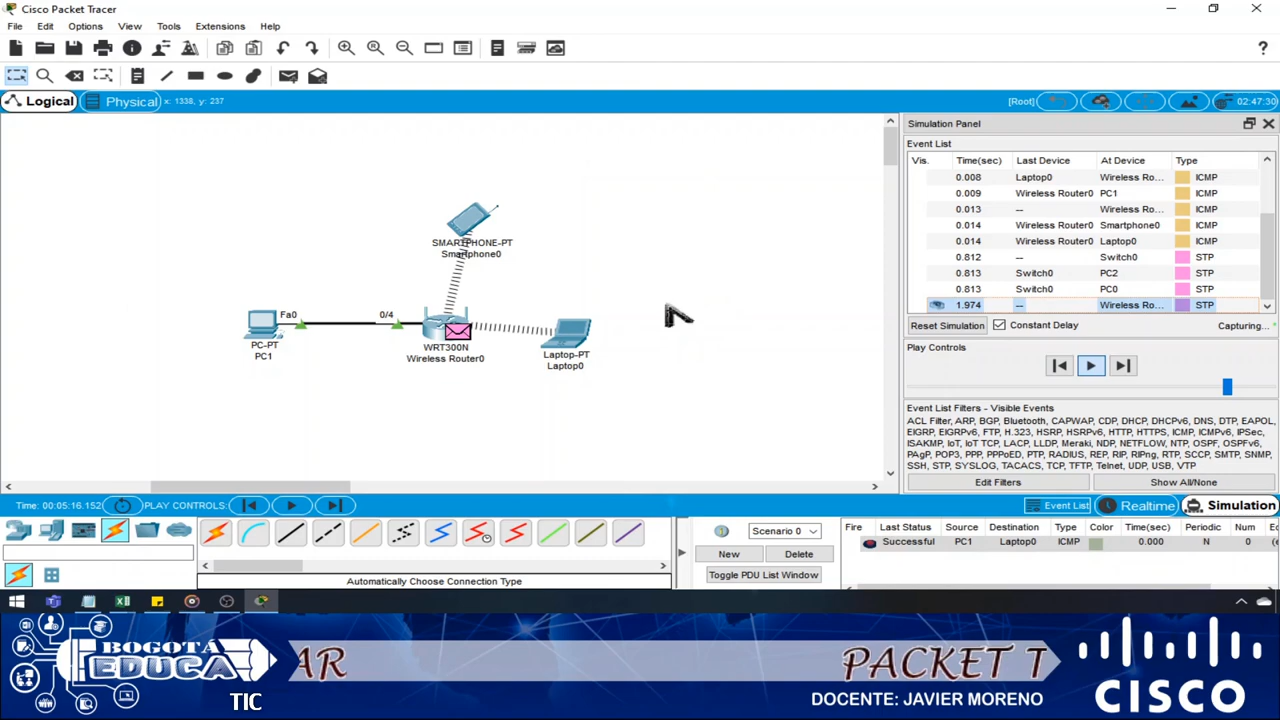 Cisco Packet Tracer
File Edit Options View Tools Extensions Help
Logical Physical x: 1338, y: 237 [Root] 02:47:30
Simulation Panel
Event List
Vis. Time(sec) Last Device At Device Type
0.008 Laptop0 Wireless Ro... ICMP
0.009 Wireless Router0 PC1 ICMP
0.013 -- Wireless Ro... ICMP
0.014 Wireless Router0 Smartphone0 ICMP
0.014 Wireless Router0 Laptop0 ICMP
0.812 -- Switch0 STP
0.813 Switch0 PC2 STP
0.813 Switch0 PC0 STP
1.974 -- Wireless Ro... STP
Reset Simulation Constant Delay Capturing...
Play Controls
Event List Filters - Visible Events
ACL Filter, ARP, BGP, Bluetooth, CAPWAP, CDP, DHCP, DHCPv6, DNS, DTP, EAPOL,
EIGRP, EIGRPv6, FTP, H.323, HSRP, HSRPv6, HTTP, HTTPS, ICMP, ICMPv6, IPSec,
ISAKMP, IoT, IoT TCP, LACP, LLDP, Meraki, NDP, NETFLOW, NTP, OSPF, OSPFv6,
PAgP, POP3, PPP, PPPoED, PTP, RADIUS, REP, RIP, RIPng, RTP, SCCP, SMTP, SNMP,
SSH, STP, SYSLOG, TACACS, TCP, TFTP, Telnet, UDP, USB, VTP
Edit Filters Show All/None
SMARTPHONE-PT
Smartphone0
Fa0 0/4
PC-PT
PC1
WRT300N
Wireless Router0
Laptop-PT
Laptop0
Time: 00:05:16.152 PLAY CONTROLS: Event List Realtime Simulation
Scenario 0
New Delete
Toggle PDU List Window
Fire Last Status Source Destination Type Color Time(sec) Periodic Num
Successful PC1 Laptop0 ICMP 0.000 N 0
Automatically Choose Connection Type
BOGOTÁ
EDUCA
TIC
AR PACKET T
DOCENTE: JAVIER MORENO
CISCO